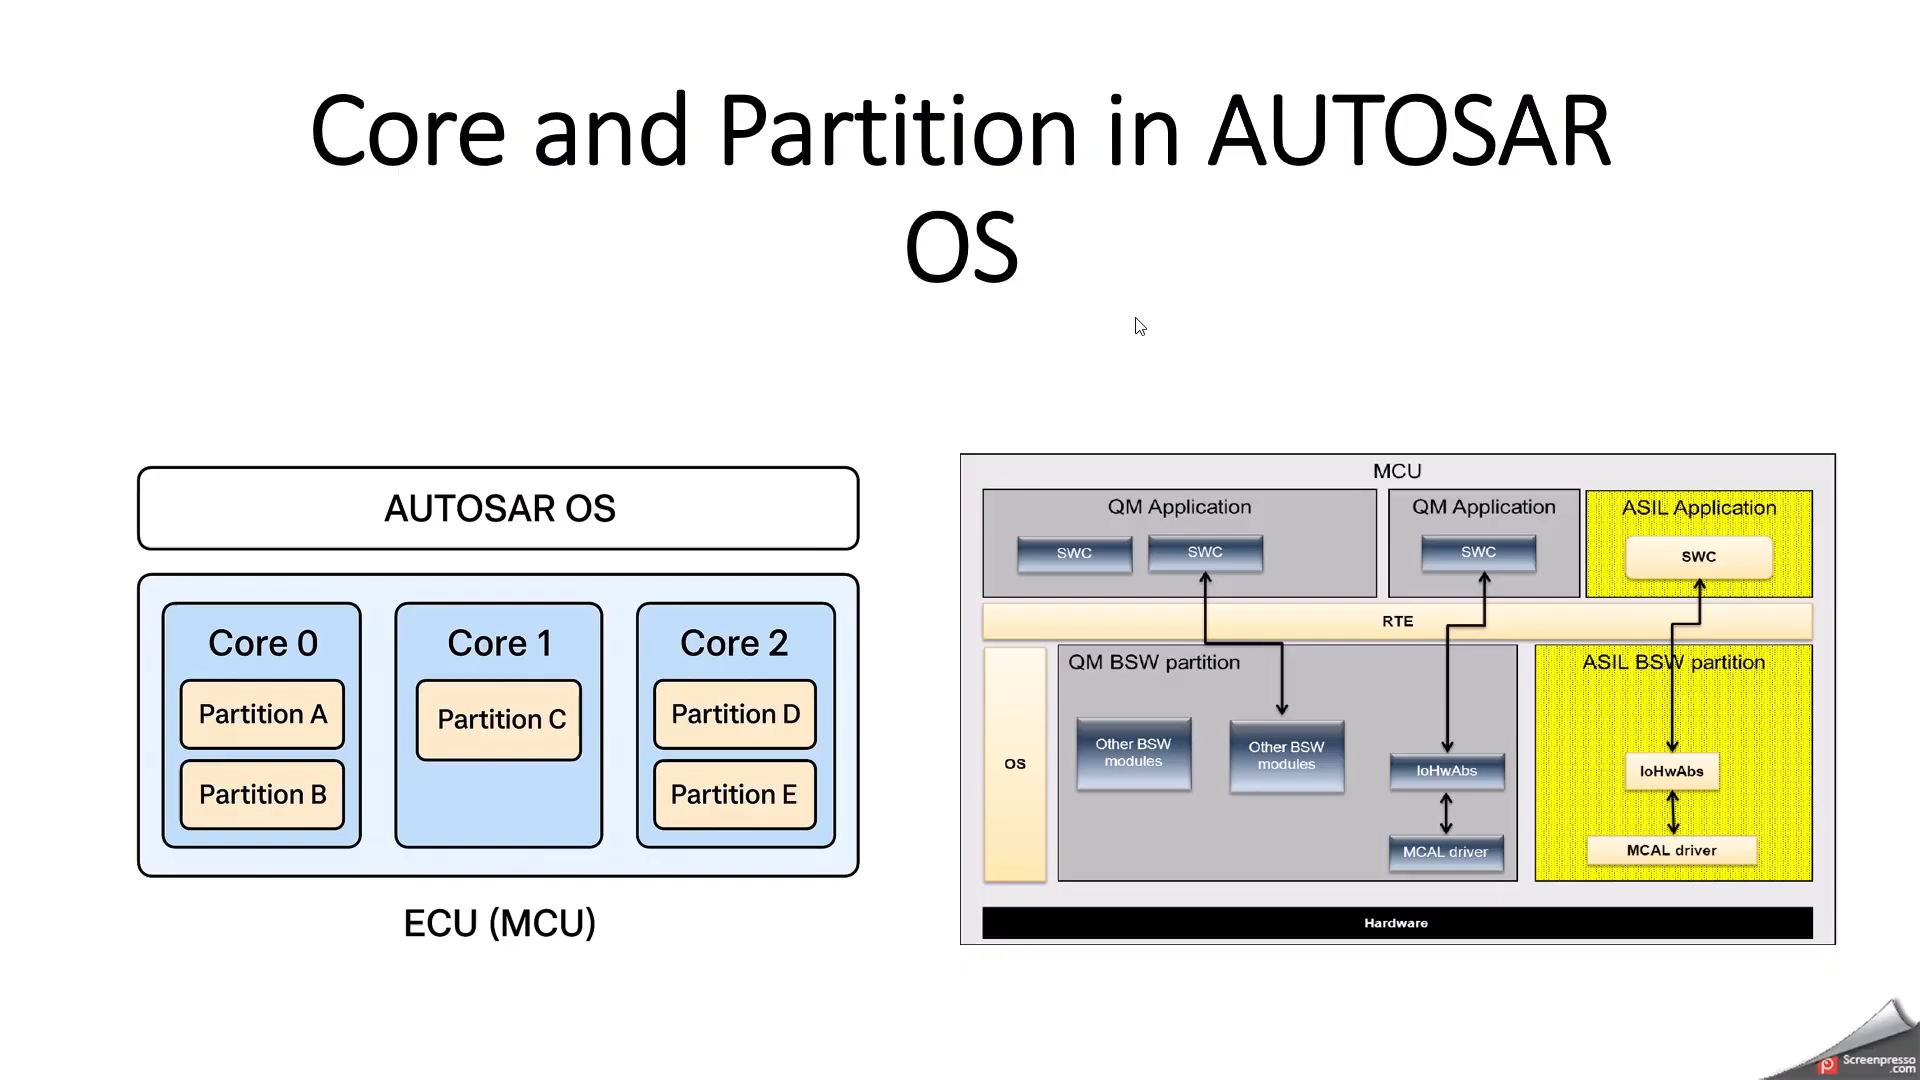 Core and Partition in AUTOSAR
OS
AUTOSAR OS
Core 0
Partition A
Partition B
Core 1
Partition C
Core 2
Partition D
Partition E
ECU (MCU)
MCU
QM Application
SWC
SWC
QM Application
SWC
ASIL Application
SWC
RTE
OS
QM BSW partition
Other BSW
modules
Other BSW
modules
IoHwAbs
MCAL driver
ASIL BSW partition
IoHwAbs
MCAL driver
Hardware
Screenpresso
.com